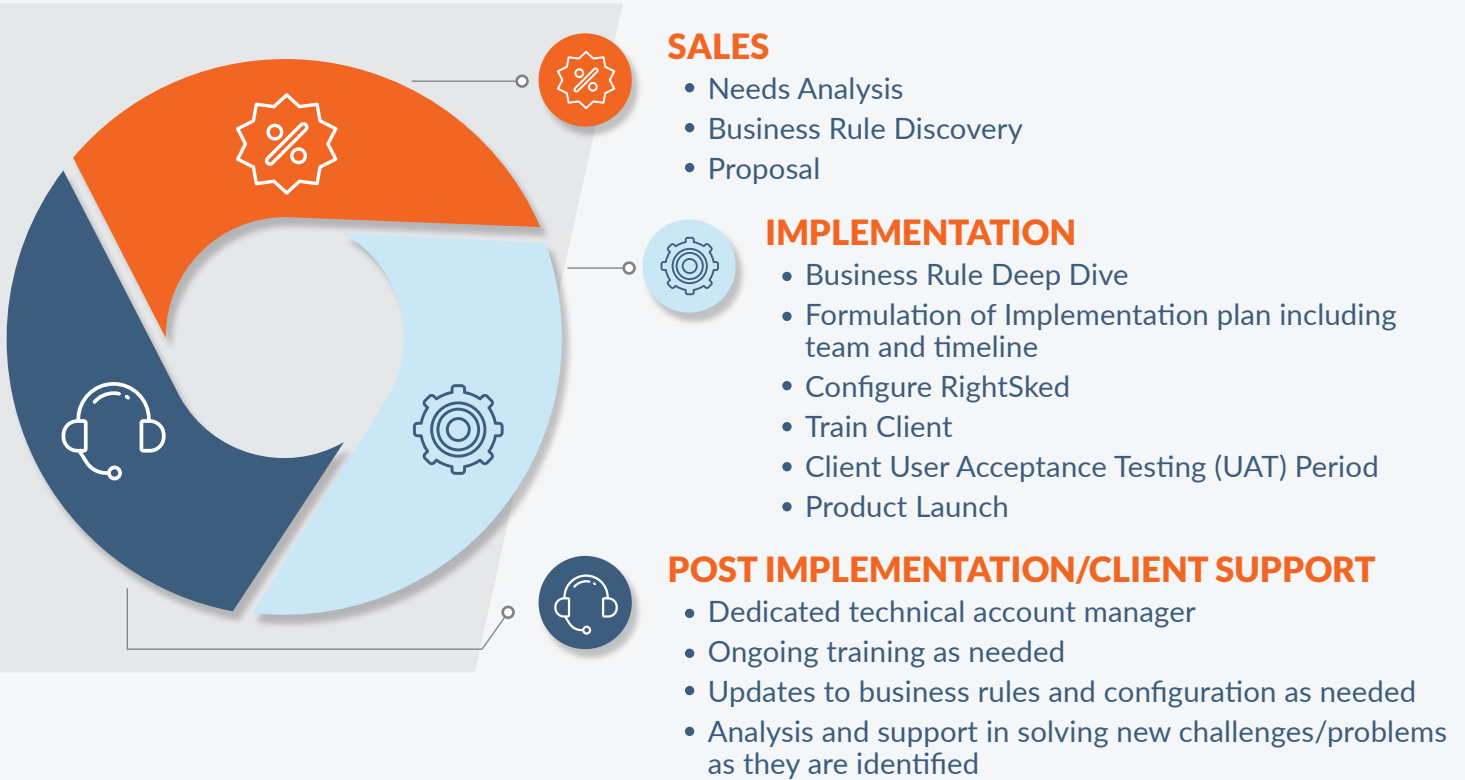 SALES
• Needs Analysis
• Business Rule Discovery
• Proposal
IMPLEMENTATION
• Business Rule Deep Dive
• Formulation of Implementation plan including
team and timeline
• Configure RightSked
• Train Client
• Client User Acceptance Testing (UAT) Period
• Product Launch
POST IMPLEMENTATION/CLIENT SUPPORT
• Dedicated technical account manager
• Ongoing training as needed
• Updates to business rules and configuration as needed
• Analysis and support in solving new challenges/problems
as they are identified